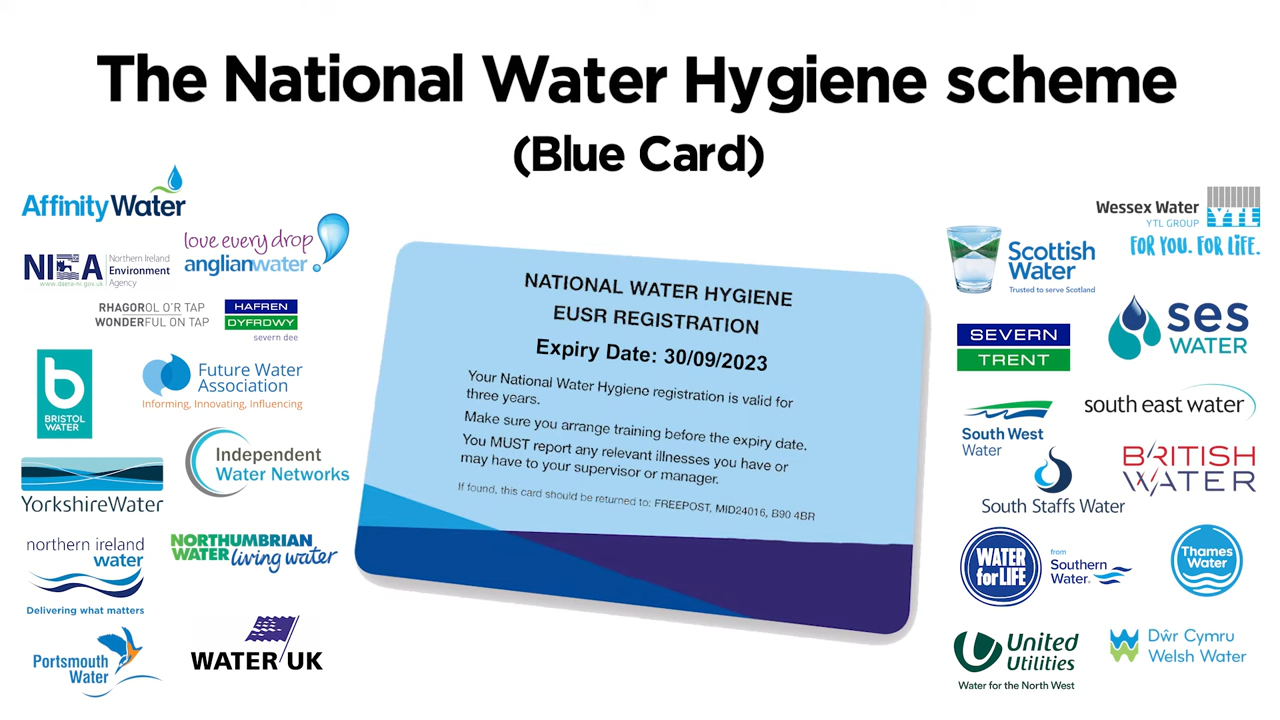 The National Water Hygiene scheme
(Blue Card)
Affinity Water
love every drop
anglianwater
NIEA
Northern Ireland
Environment
Agency
www.daera-ni.gov.uk
RHAGOROL O'R TAP
WONDERFUL ON TAP
HAFREN
DYFRDWY
severn dee
b
BRISTOL
WATER
Future Water
Association
Informing, Innovating, Influencing
Independent
Water Networks
YorkshireWater
northern ireland
water
Delivering what matters
NORTHUMBRIAN
WATER living water
Portsmouth
Water
WATER UK
NATIONAL WATER HYGIENE
EUSR REGISTRATION
Expiry Date: 30/09/2023
Your National Water Hygiene registration is valid for
three years.
Make sure you arrange training before the expiry date.
You MUST report any relevant illnesses you have or
may have to your supervisor or manager.
If found, this card should be returned to: FREEPOST, MID24016, B90 4BR
Wessex Water
YTL GROUP
YTL
FOR YOU. FOR LIFE.
Scottish
Water
Trusted to serve Scotland
SEVERN
TRENT
ses
WATER
south east water
South West
Water
BRITISH
WATER
South Staffs Water
WATER
for LIFE
from
Southern
Water
Thames
Water
United
Utilities
Water for the North West
Dŵr Cymru
Welsh Water